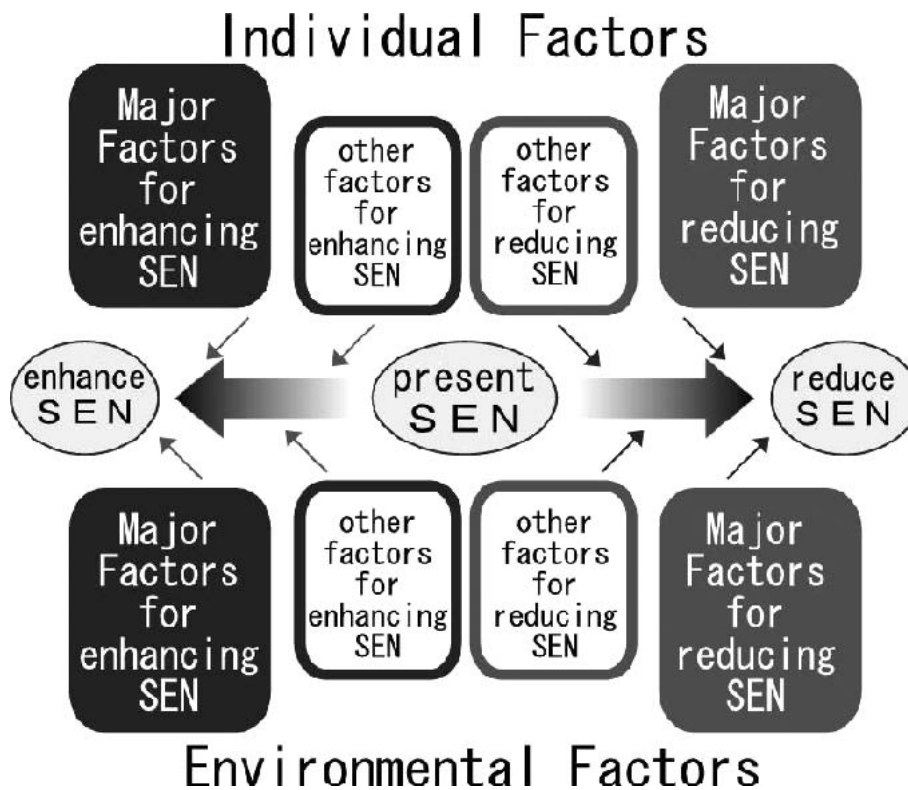 Individual Factors
Major
Factors
for
enhancing
SEN
other
factors
for
enhancing
SEN
other
factors
for
reducing
SEN
Major
Factors
for
reducing
SEN
enhance
SEN
present
SEN
reduce
SEN
Major
Factors
for
enhancing
SEN
other
factors
for
enhancing
SEN
other
factors
for
reducing
SEN
Major
Factors
for
reducing
SEN
Environmental Factors